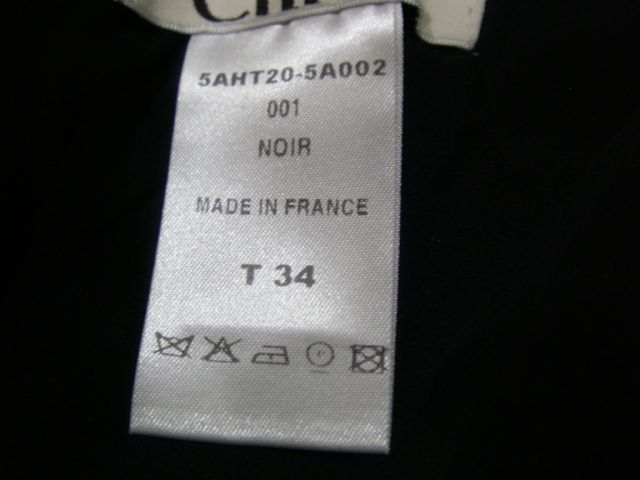 5AHT20-5A002
001
NOIR
MADE IN FRANCE
T 34